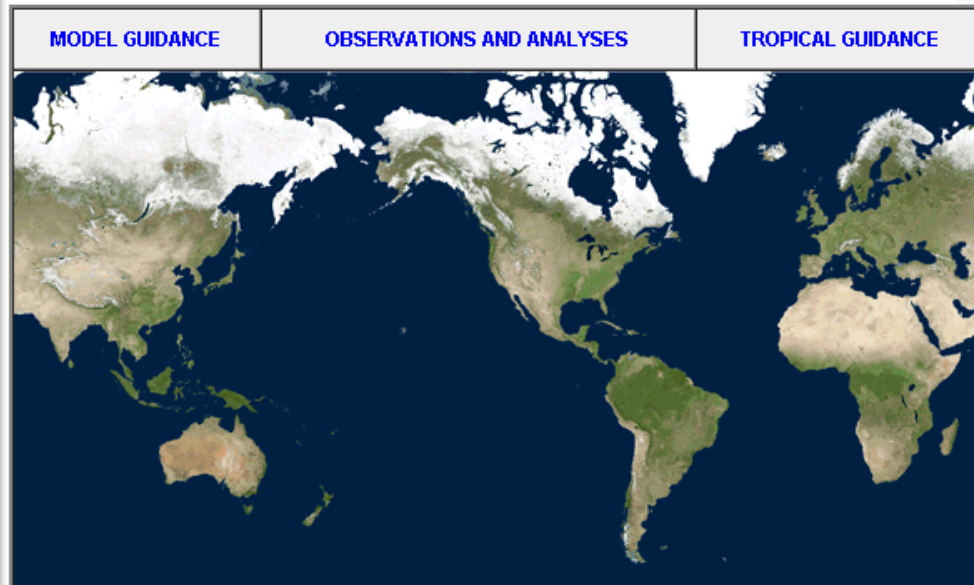 MODEL GUIDANCE
OBSERVATIONS AND ANALYSES
TROPICAL GUIDANCE